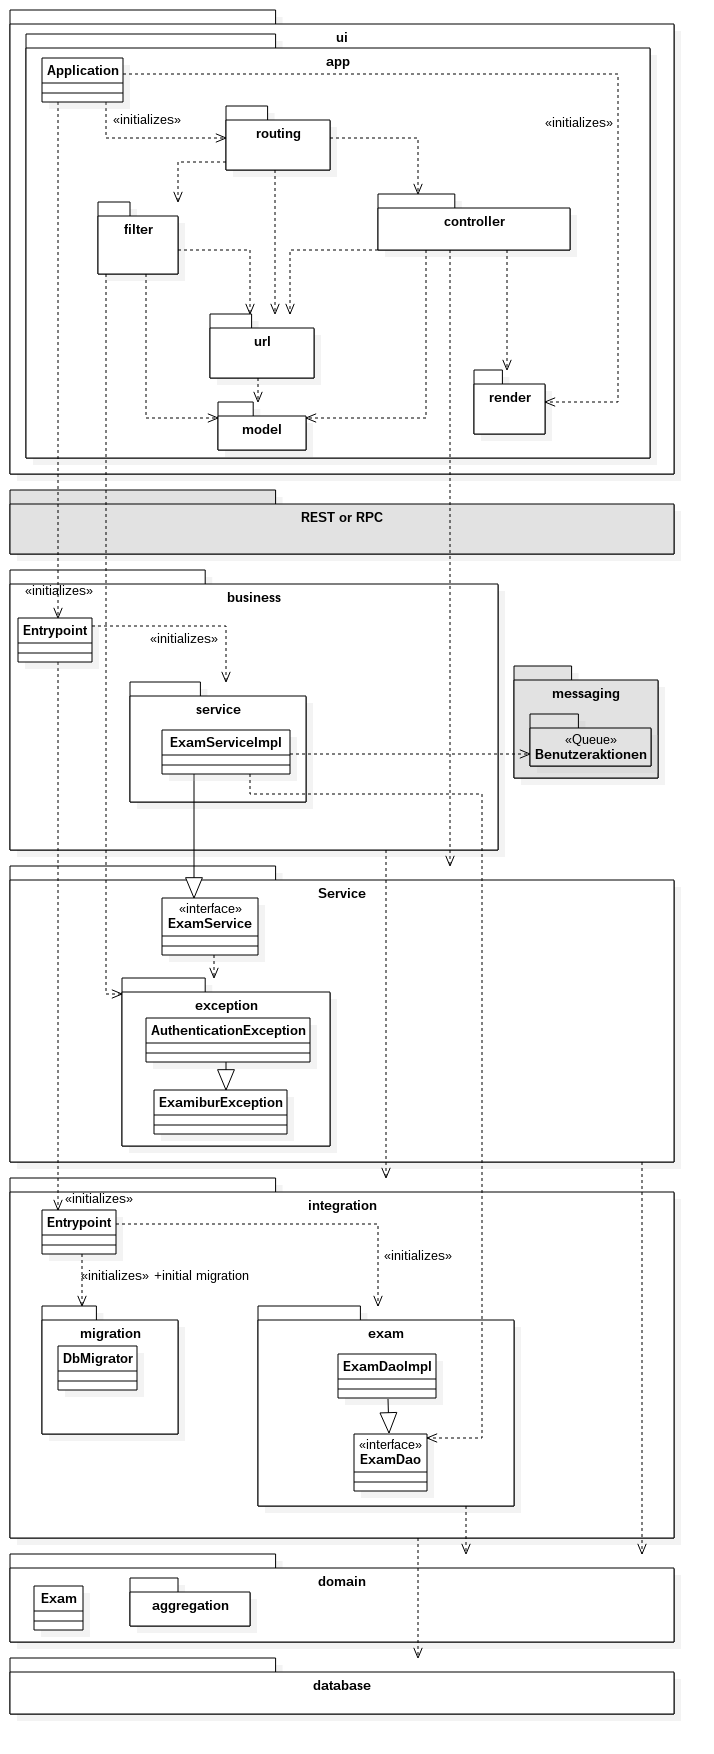 ui
app
Application
«initializes»
«initializes»
routing
filter
controller
url
render
model
REST or RPC
«initializes»
business
Entrypoint
«initializes»
service
messaging
ExamServiceImpl
«Queue»
Benutzeraktionen
Service
«interface»
ExamService
exception
AuthenticationException
ExamiburException
«initializes»
integration
Entrypoint
«initializes»
«initializes» +initial migration
migration
exam
DbMigrator
ExamDaoImpl
«interface»
ExamDao
domain
Exam
aggregation
database